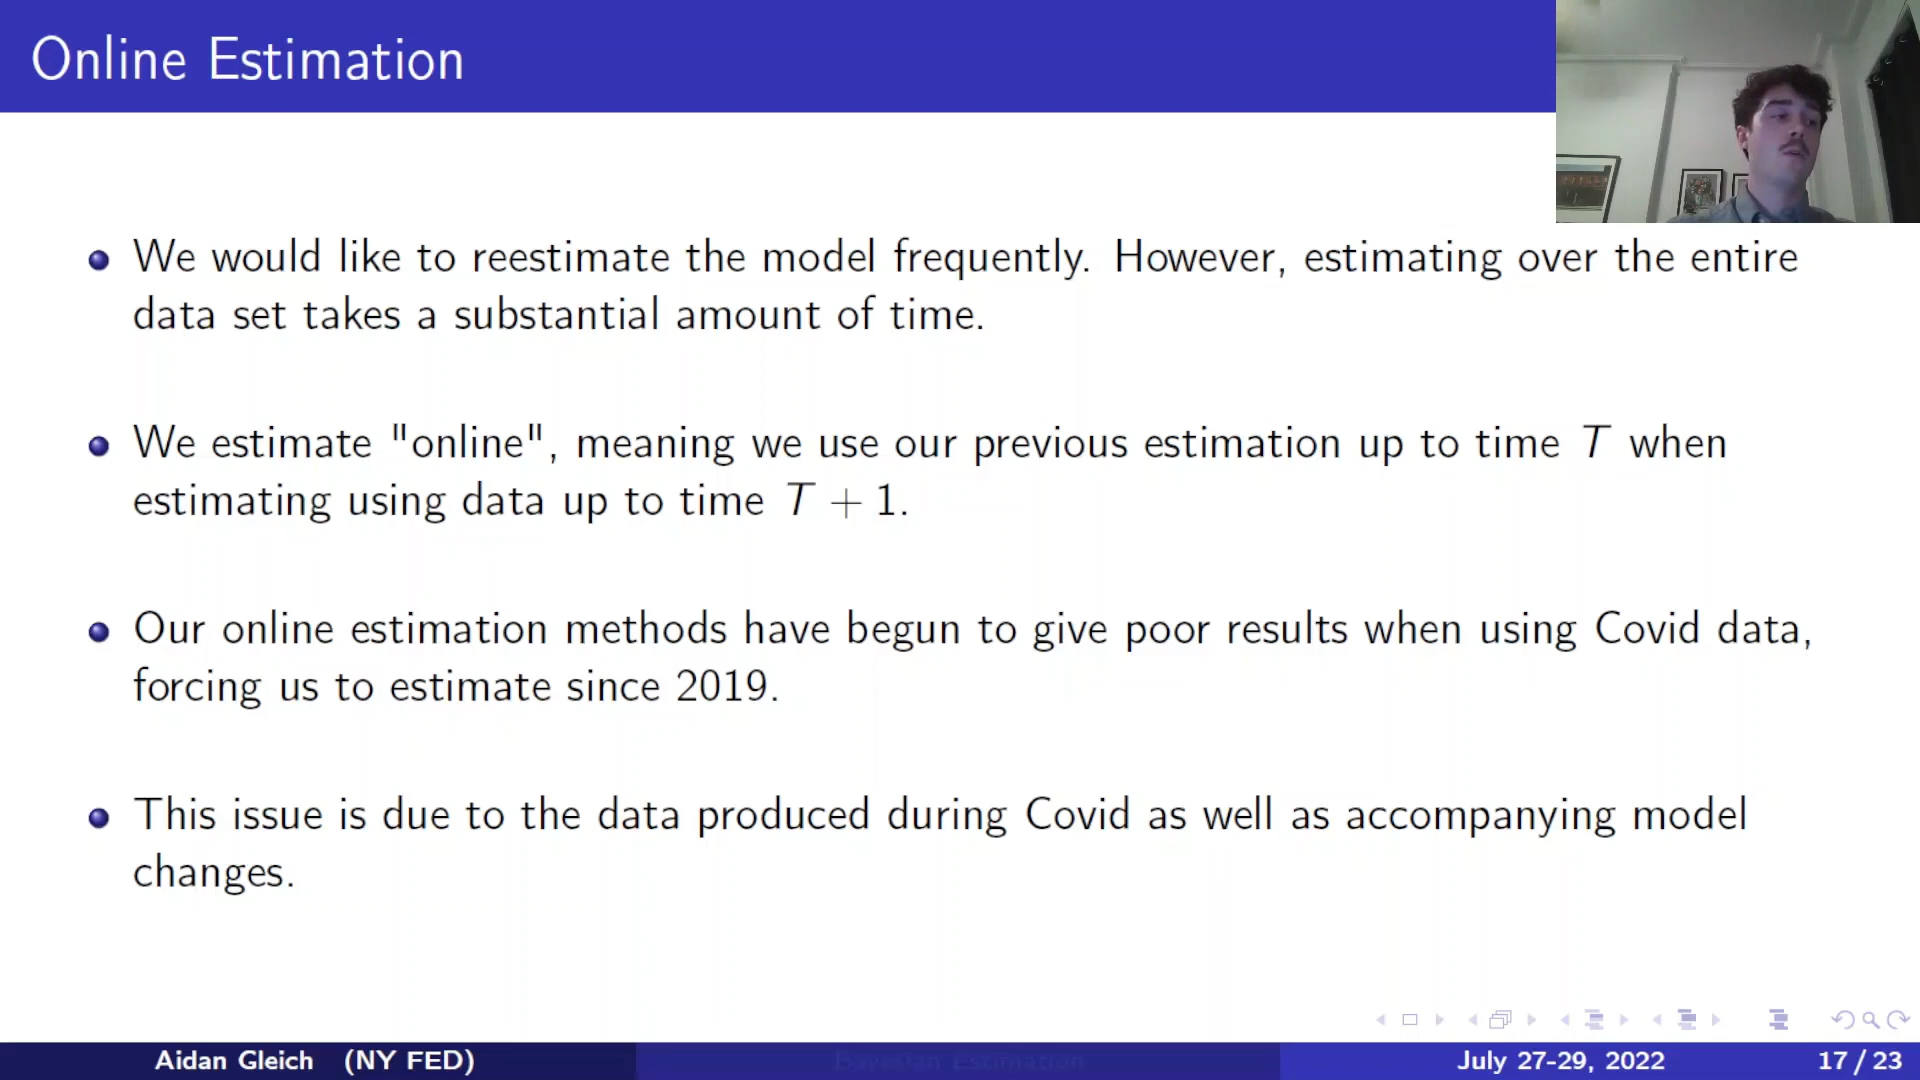 Online Estimation
We would like to reestimate the model frequently. However, estimating over the entire
data set takes a substantial amount of time.
We estimate "online", meaning we use our previous estimation up to time T when
estimating using data up to time T + 1.
Our online estimation methods have begun to give poor results when using Covid data,
forcing us to estimate since 2019.
This issue is due to the data produced during Covid as well as accompanying model
changes.
Aidan Gleich (NY FED) Bayesian Estimation July 27-29, 2022 17 / 23